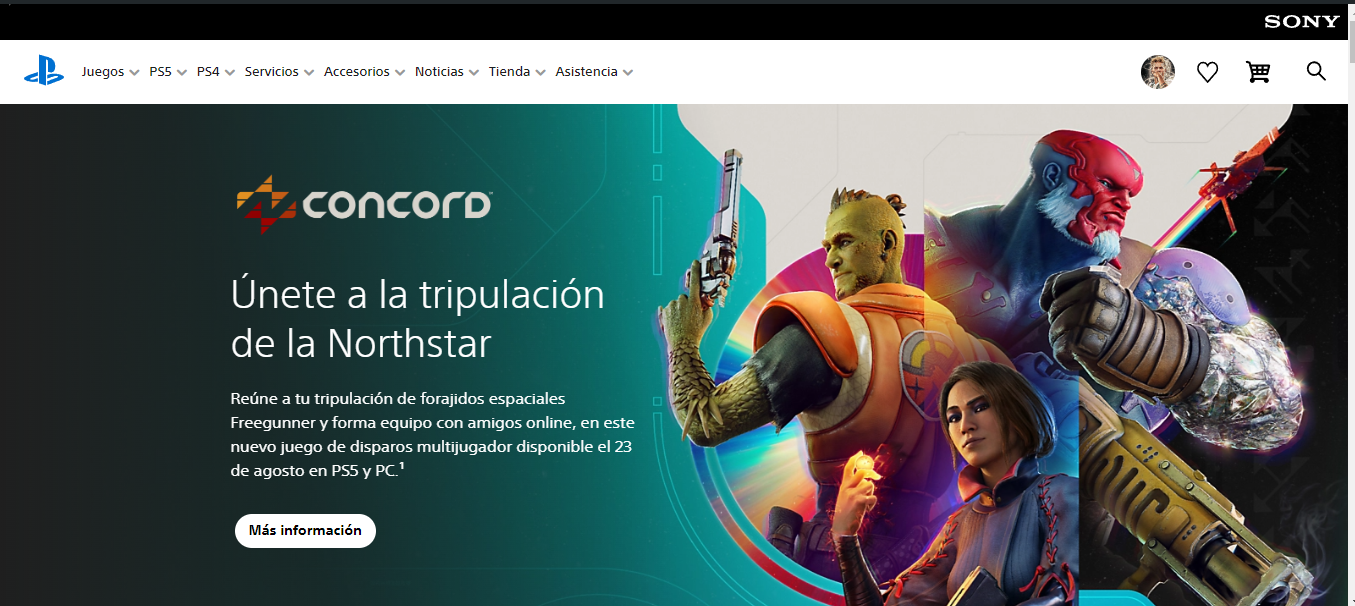 SONY
Juegos PS5 PS4 Servicios Accesorios Noticias Tienda Asistencia
concord™
Únete a la tripulación
de la Northstar
Reúne a tu tripulación de forajidos espaciales
Freegunner y forma equipo con amigos online, en este
nuevo juego de disparos multijugador disponible el 23
de agosto en PS5 y PC.¹
Más información